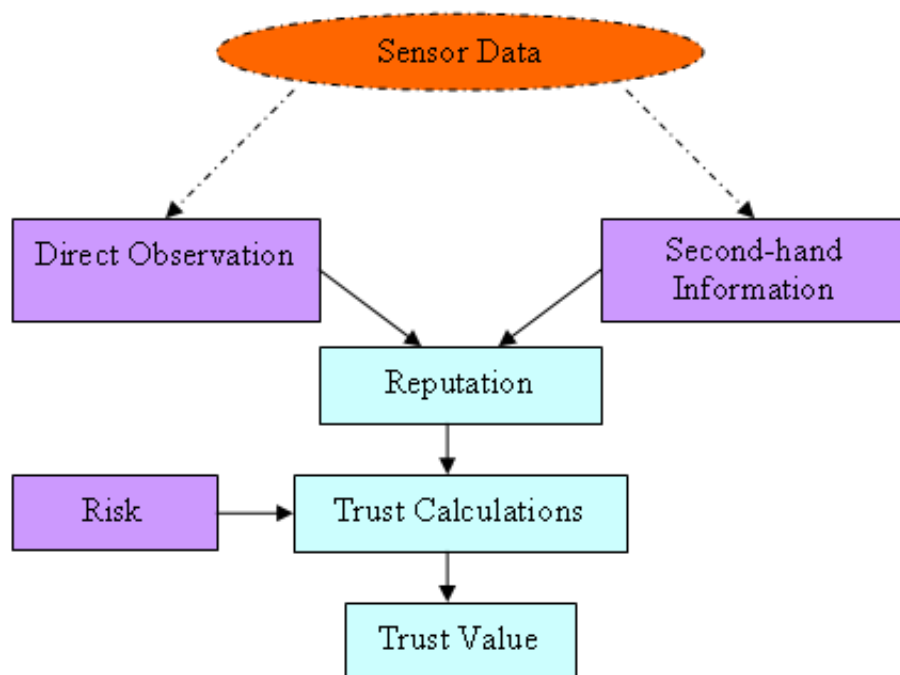 Sensor Data
Direct Observation
Second-hand
Information
Reputation
Risk
Trust Calculations
Trust Value